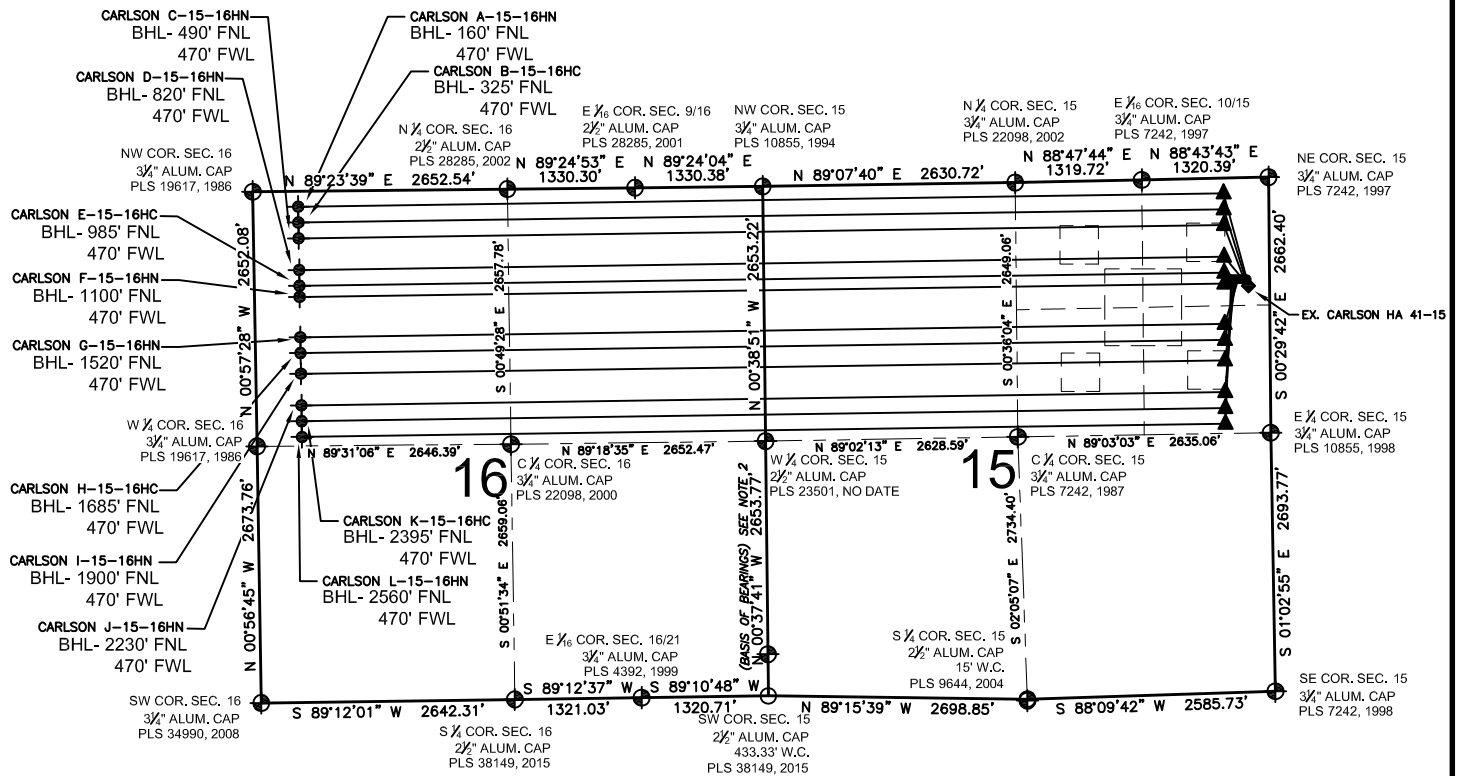 CARLSON C-15-16HN
BHL- 490' FNL
470' FWL
CARLSON A-15-16HN
BHL- 160' FNL
470' FWL
CARLSON D-15-16HN
BHL- 820' FNL
470' FWL
CARLSON B-15-16HC
BHL- 325' FNL
470' FWL
NW COR. SEC. 16
3¼" ALUM. CAP
PLS 19617, 1986
N ¼ COR. SEC. 16
2½" ALUM. CAP
PLS 28285, 2002
E 1⁄16 COR. SEC. 9/16
2½" ALUM. CAP
PLS 28285, 2001
NW COR. SEC. 15
3¼" ALUM. CAP
PLS 10855, 1994
N ¼ COR. SEC. 15
3¼" ALUM. CAP
PLS 22098, 2002
E 1⁄16 COR. SEC. 10/15
3¼" ALUM. CAP
PLS 7242, 1997
NE COR. SEC. 15
3¼" ALUM. CAP
PLS 7242, 1997
N 89°23'39" E 2652.54'
N 89°24'53" E
1330.30'
N 89°24'04" E
1330.38'
N 89°07'40" E 2630.72'
N 88°47'44" E
1319.72'
N 88°43'43" E
1320.39'
CARLSON E-15-16HC
BHL- 985' FNL
470' FWL
CARLSON F-15-16HN
BHL- 1100' FNL
470' FWL
CARLSON G-15-16HN
BHL- 1520' FNL
470' FWL
N 00°57'28" W 2652.08'
S 00°49'28" E 2657.78'
N 00°38'51" W 2653.22'
S 00°36'04" E 2649.06'
S 00°29'42" E 2662.40'
EX. CARLSON HA 41-15
W ¼ COR. SEC. 16
3¼" ALUM. CAP
PLS 19617, 1986
N 89°31'06" E 2646.39'
N 89°18'35" E 2652.47'
N 89°02'13" E 2628.59'
N 89°03'03" E 2635.06'
E ¼ COR. SEC. 15
3¼" ALUM. CAP
PLS 10855, 1998
16
C ¼ COR. SEC. 16
3¼" ALUM. CAP
PLS 22098, 2000
W ¼ COR. SEC. 15
2½" ALUM. CAP
PLS 23501, NO DATE
15
C ¼ COR. SEC. 15
3¼" ALUM. CAP
PLS 7242, 1987
CARLSON H-15-16HC
BHL- 1685' FNL
470' FWL
CARLSON I-15-16HN
BHL- 1900' FNL
470' FWL
CARLSON J-15-16HN
BHL- 2230' FNL
470' FWL
CARLSON K-15-16HC
BHL- 2395' FNL
470' FWL
CARLSON L-15-16HN
BHL- 2560' FNL
470' FWL
N 00°56'45" W 2673.76'
S 00°51'34" E 2659.06'
(BASIS OF BEARINGS) SEE NOTE 2
N 00°37'41" W 2653.77'
S 02°05'07" E 2734.40'
S 01°02'55" E 2693.77'
E 1⁄16 COR. SEC. 16/21
3¼" ALUM. CAP
PLS 4392, 1999
S ¼ COR. SEC. 15
2½" ALUM. CAP
15' W.C.
PLS 9644, 2004
SW COR. SEC. 16
3¼" ALUM. CAP
PLS 34990, 2008
S 89°12'01" W 2642.31'
S 89°12'37" W
1321.03'
S 89°10'48" W
1320.71'
N 89°15'39" W 2698.85'
S 88°09'42" W 2585.73'
SE COR. SEC. 15
3¼" ALUM. CAP
PLS 7242, 1998
S ¼ COR. SEC. 16
2½" ALUM. CAP
PLS 38149, 2015
SW COR. SEC. 15
2½" ALUM. CAP
433.33' W.C.
PLS 38149, 2015